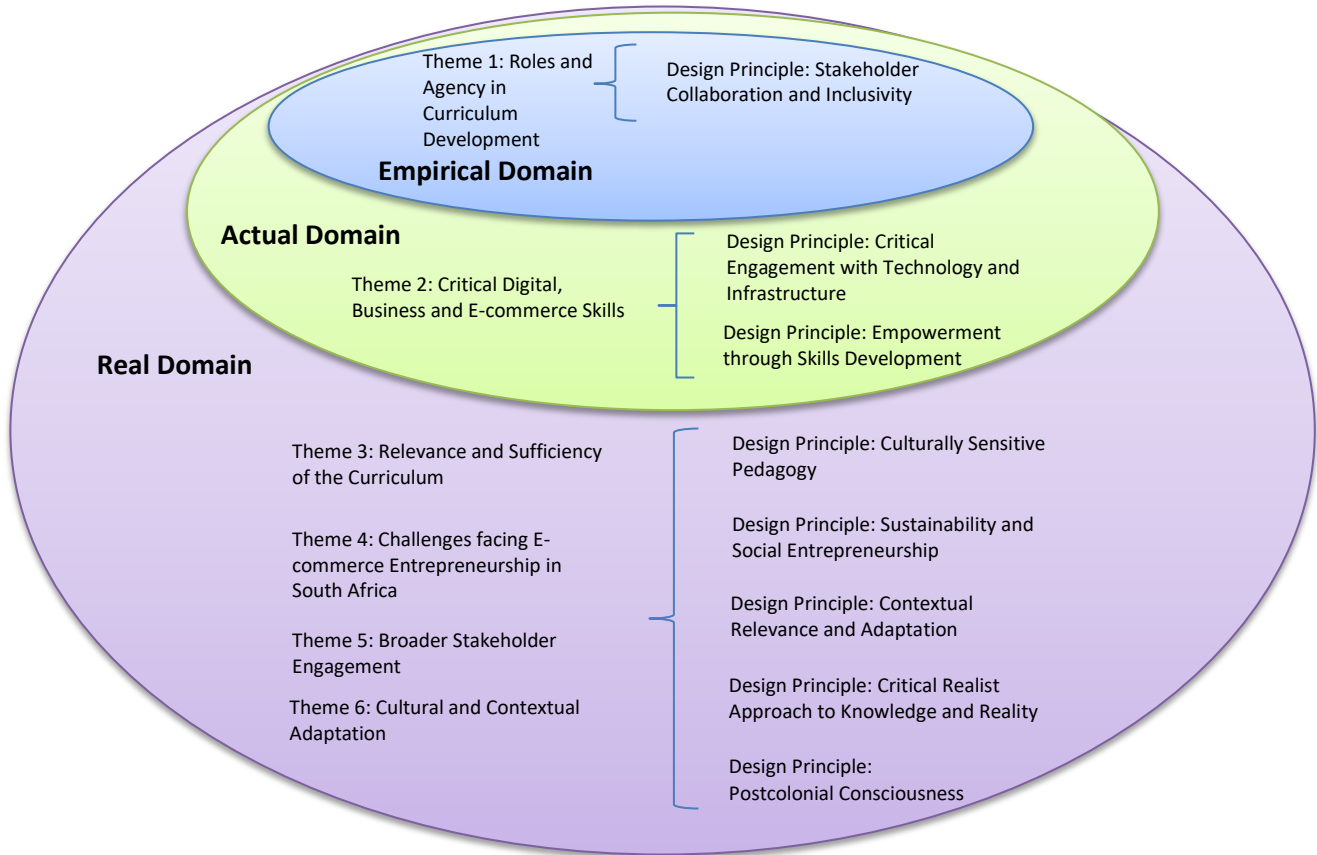 Theme 1: Roles and
Agency in
Curriculum
Development
Design Principle: Stakeholder
Collaboration and Inclusivity
Empirical Domain
Actual Domain
Theme 2: Critical Digital,
Business and E-commerce Skills
Design Principle: Critical
Engagement with Technology and
Infrastructure
Design Principle: Empowerment
through Skills Development
Real Domain
Theme 3: Relevance and Sufficiency
of the Curriculum
Theme 4: Challenges facing E-
commerce Entrepreneurship in
South Africa
Theme 5: Broader Stakeholder
Engagement
Theme 6: Cultural and Contextual
Adaptation
Design Principle: Culturally Sensitive
Pedagogy
Design Principle: Sustainability and
Social Entrepreneurship
Design Principle: Contextual
Relevance and Adaptation
Design Principle: Critical Realist
Approach to Knowledge and Reality
Design Principle:
Postcolonial Consciousness